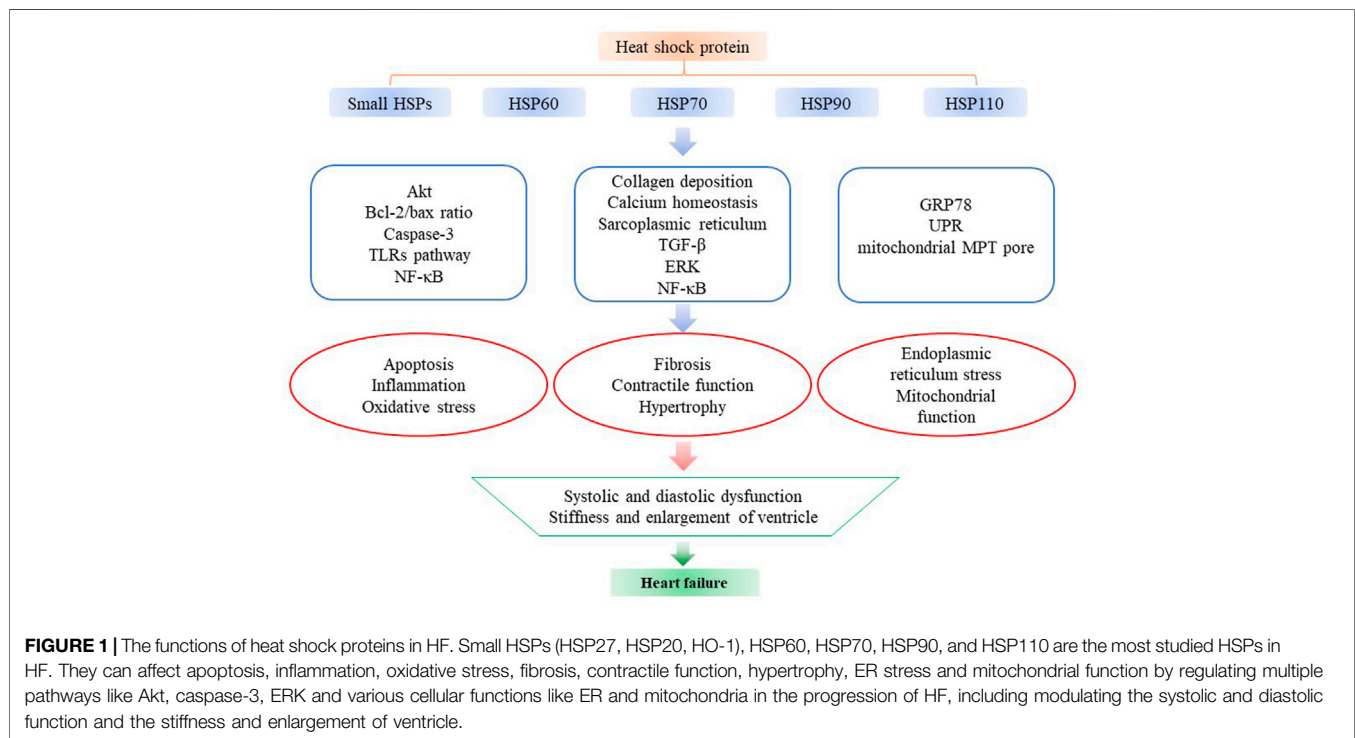 Heat shock protein
Small HSPs HSP60 HSP70 HSP90 HSP110
Akt
Bcl-2/bax ratio
Caspase-3
TLRs pathway
NF-κB
Collagen deposition
Calcium homeostasis
Sarcoplasmic reticulum
TGF-β
ERK
NF-κB
GRP78
UPR
mitochondrial MPT pore
Apoptosis
Inflammation
Oxidative stress
Fibrosis
Contractile function
Hypertrophy
Endoplasmic
reticulum stress
Mitochondrial
function
Systolic and diastolic dysfunction
Stiffness and enlargement of ventricle
Heart failure
FIGURE 1 | The functions of heat shock proteins in HF. Small HSPs (HSP27, HSP20, HO-1), HSP60, HSP70, HSP90, and HSP110 are the most studied HSPs in
HF. They can affect apoptosis, inflammation, oxidative stress, fibrosis, contractile function, hypertrophy, ER stress and mitochondrial function by regulating multiple
pathways like Akt, caspase-3, ERK and various cellular functions like ER and mitochondria in the progression of HF, including modulating the systolic and diastolic
function and the stiffness and enlargement of ventricle.